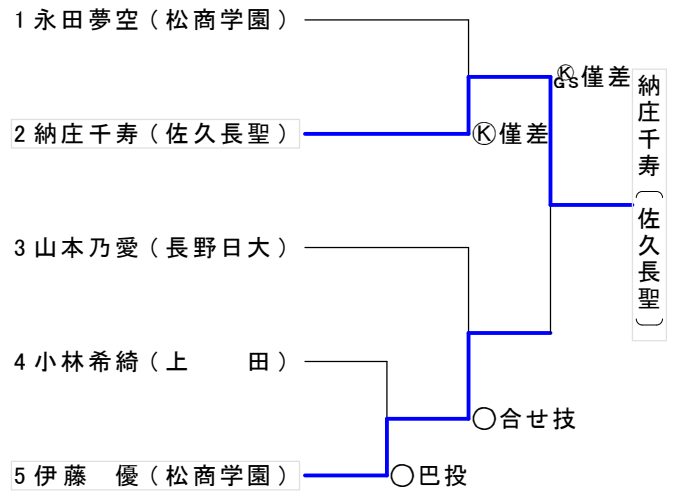 1 永田夢空（松商学園）
2 納庄千寿（佐久長聖）
3 山本乃愛（長野日大）
4 小林希綺（上　　田）
5 伊藤　優（松商学園）
Ⓚ僅差
GS
Ⓚ僅差
○合せ技
○巴投
納庄千寿〔佐久長聖〕